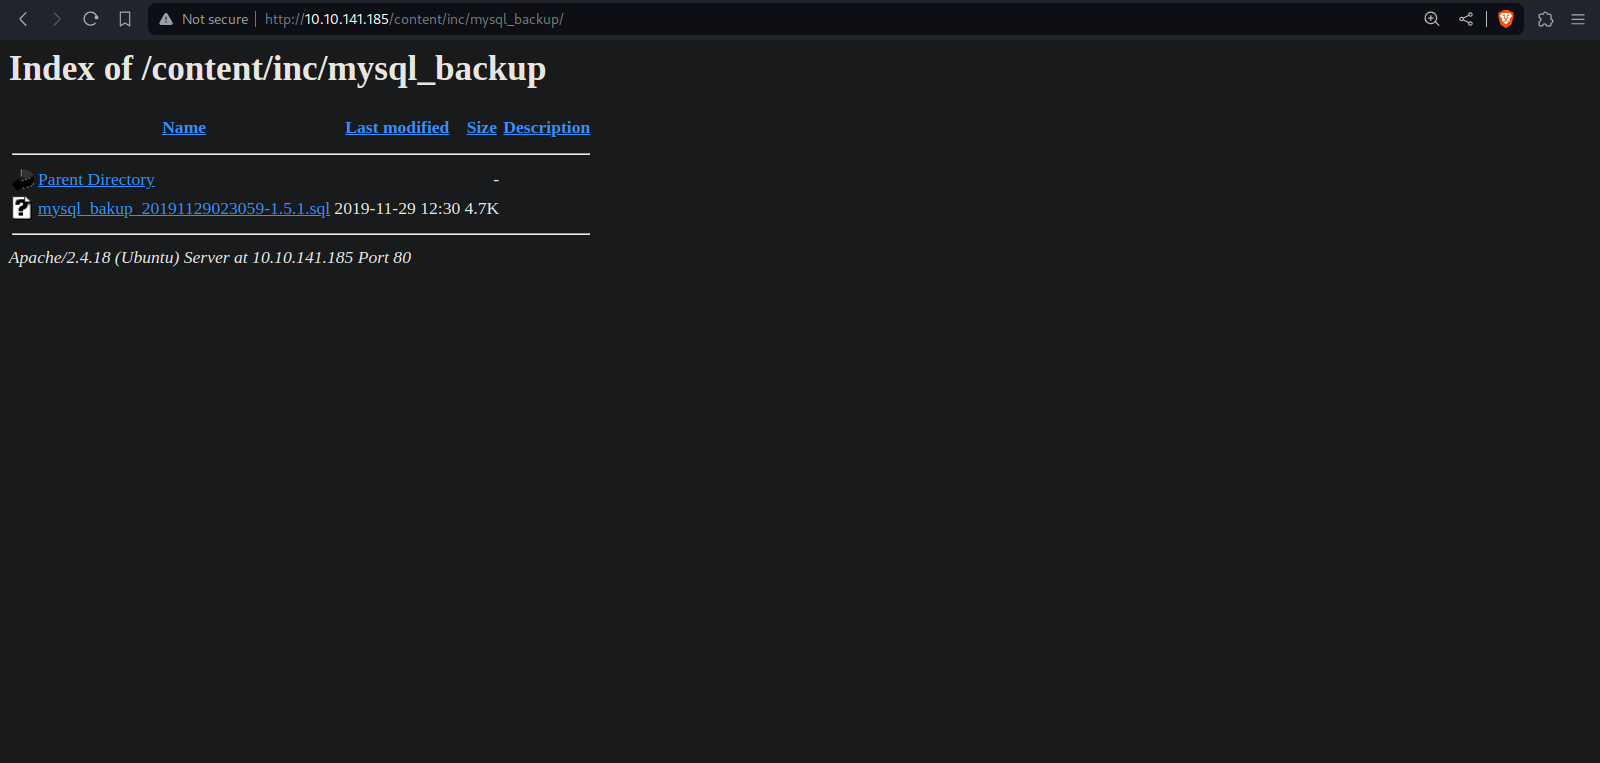 Not secure http://10.10.141.185/content/inc/mysql_backup/
Index of /content/inc/mysql_backup
Name Last modified Size Description
Parent Directory -
mysql_bakup_20191129023059-1.5.1.sql 2019-11-29 12:30 4.7K
Apache/2.4.18 (Ubuntu) Server at 10.10.141.185 Port 80